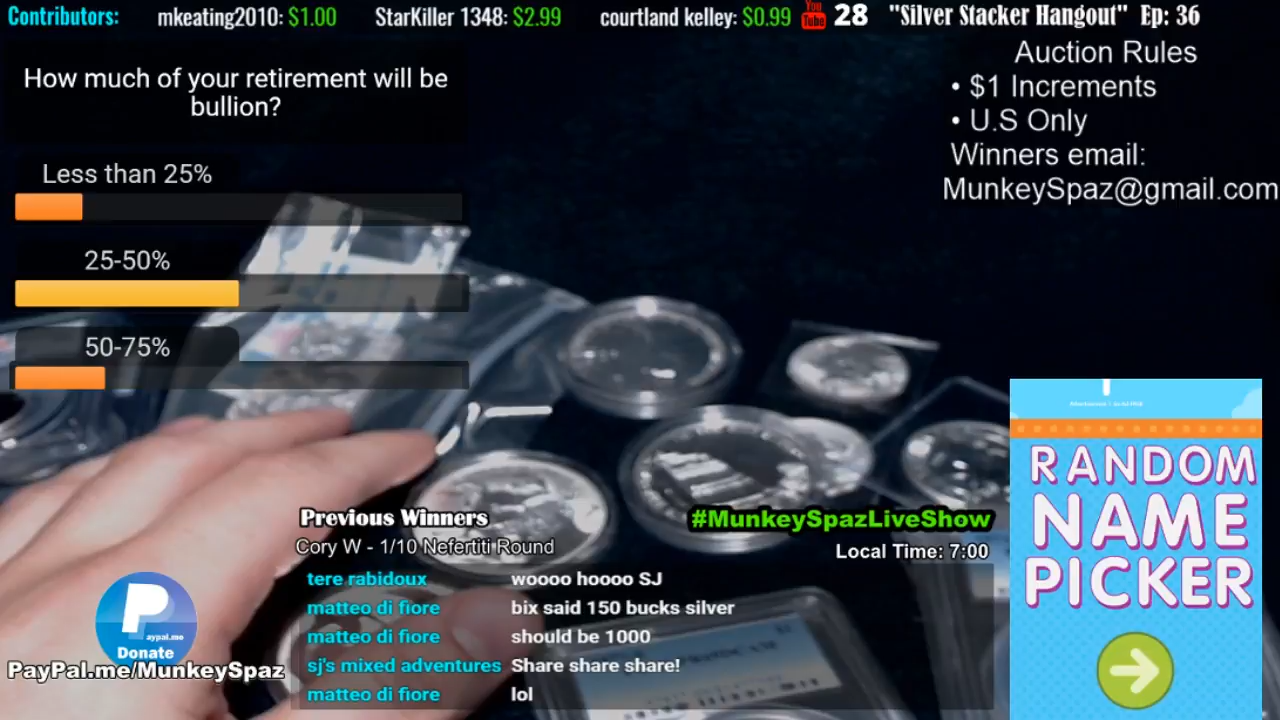 Contributors: mkeating2010: $1.00 StarKiller 1348: $2.99 courtland kelley: $0.99 You Tube 28 "Silver Stacker Hangout" Ep: 36
How much of your retirement will be
bullion?
Less than 25%
25-50%
50-75%
Auction Rules
• $1 Increments
• U.S Only
Winners email:
MunkeySpaz@gmail.com
Previous Winners
Cory W - 1/10 Nefertiti Round
#MunkeySpazLiveShow
Local Time: 7:00
tere rabidoux woooo hoooo SJ
matteo di fiore bix said 150 bucks silver
matteo di fiore should be 1000
sj's mixed adventures Share share share!
matteo di fiore lol
P aypal.me
Donate
PayPal.me/MunkeySpaz
RANDOM
NAME
PICKER